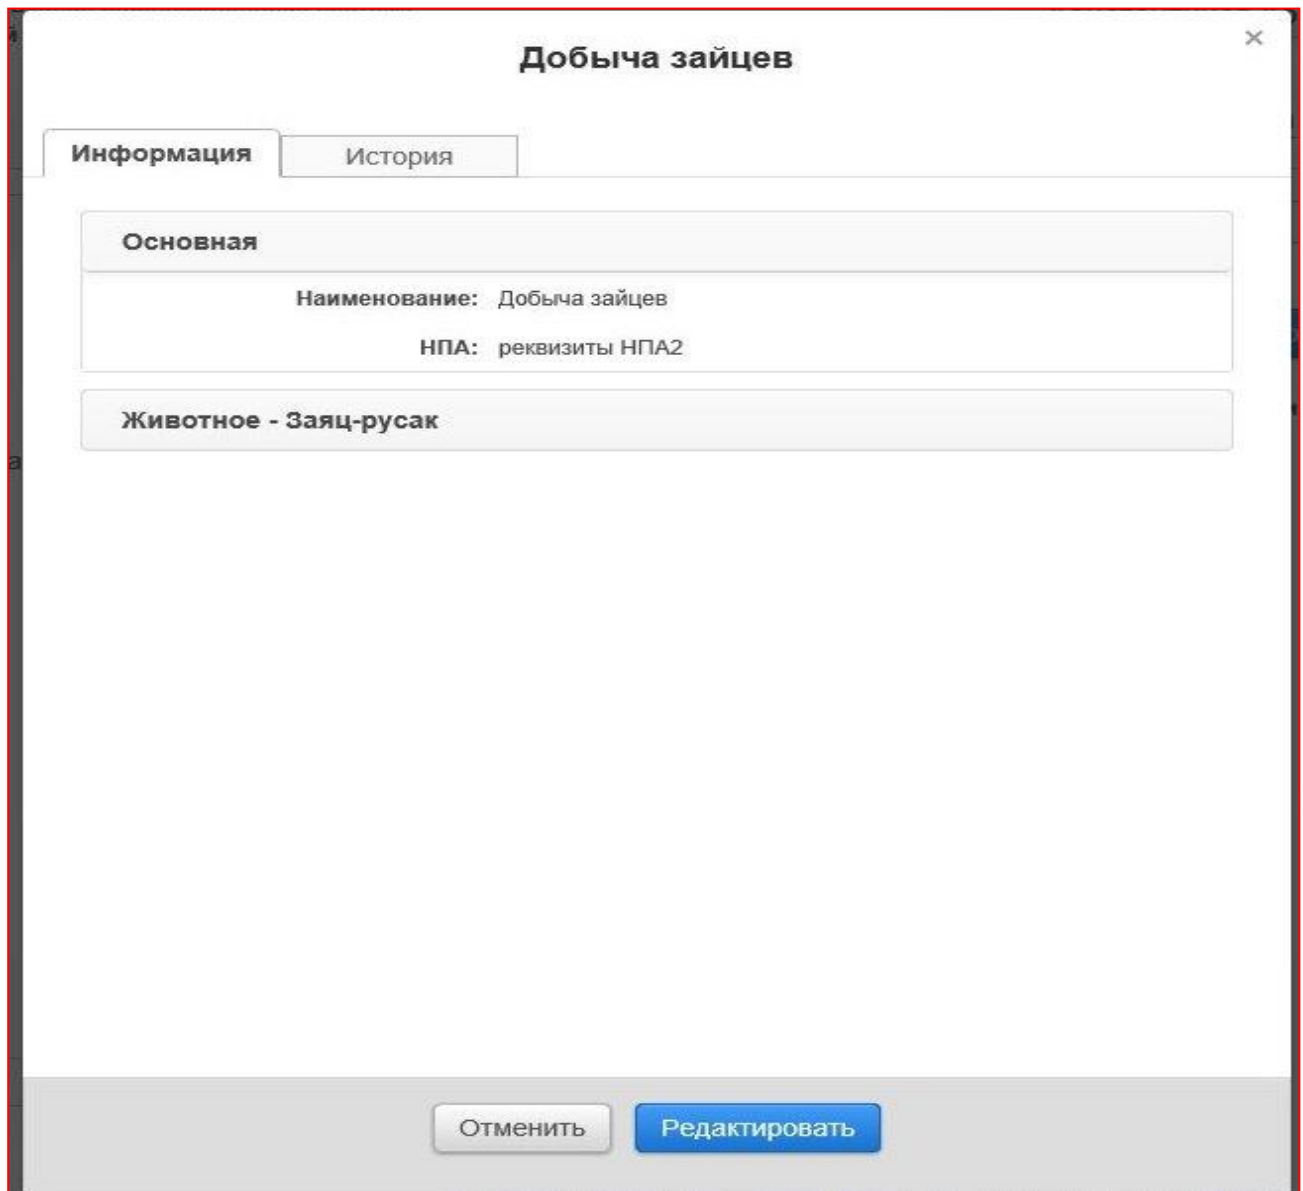 Добыча зайцев
×
Информация
История
Основная
Наименование: Добыча зайцев
НПА: реквизиты НПА2
Животное - Заяц-русак
Отменить
Редактировать